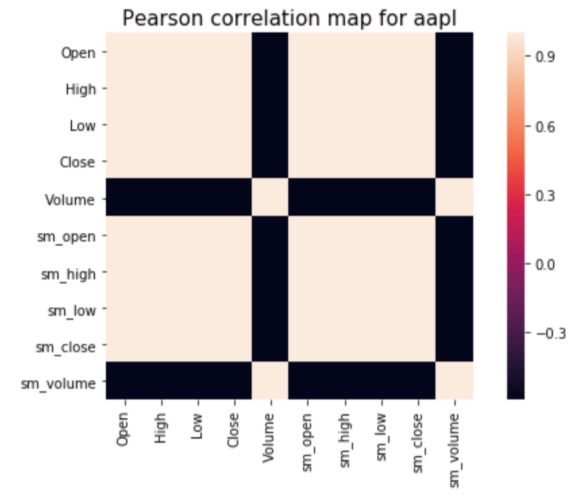 Pearson correlation map for aapl
Open
High
Low
Close
Volume
sm_open
sm_high
sm_low
sm_close
sm_volume
Open
High
Low
Close
Volume
sm_open
sm_high
sm_low
sm_close
sm_volume
0.9
0.6
0.3
0.0
−0.3